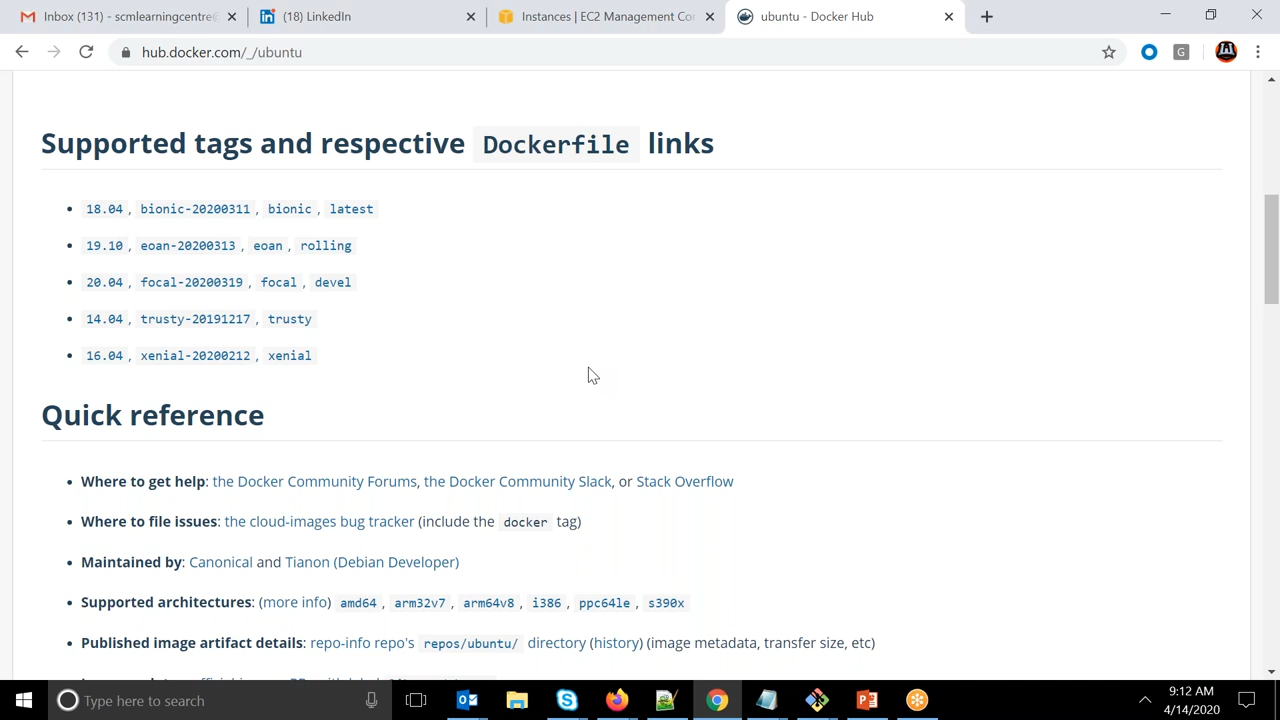 Inbox (131) - scmlearningcentre@
(18) LinkedIn
Instances | EC2 Management Co
ubuntu - Docker Hub
hub.docker.com/_/ubuntu
G
Supported tags and respective Dockerfile links
18.04, bionic-20200311, bionic, latest
19.10, eoan-20200313, eoan, rolling
20.04, focal-20200319, focal, devel
14.04, trusty-20191217, trusty
16.04, xenial-20200212, xenial
Quick reference
Where to get help: the Docker Community Forums, the Docker Community Slack, or Stack Overflow
Where to file issues: the cloud-images bug tracker (include the docker tag)
Maintained by: Canonical and Tianon (Debian Developer)
Supported architectures: (more info) amd64, arm32v7, arm64v8, i386, ppc64le, s390x
Published image artifact details: repo-info repo's repos/ubuntu/ directory (history) (image metadata, transfer size, etc)
Type here to search
9:12 AM
4/14/2020